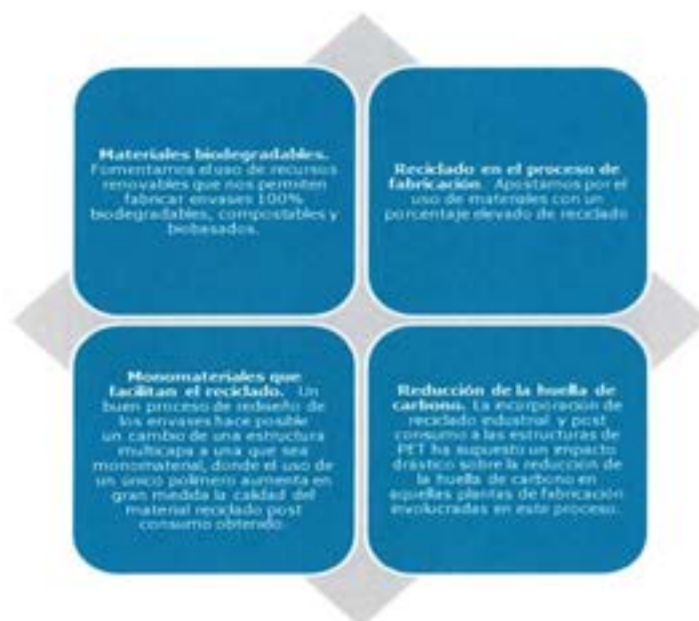 Materiales biodegradables.
Fomentamos el uso de recursos
renovables que nos permiten
fabricar envases 100%
biodegradables, compostables y
biobasados.
Reciclado en el proceso de
fabricación. Apostamos por el
uso de materiales con un
porcentaje elevado de reciclado
Monomateriales que
facilitan el reciclado. Un
buen proceso de rediseño de
los envases hace posible
un cambio de una estructura
multicapa a una que sea
monomaterial, donde el uso de
un único polímero aumenta en
gran medida la calidad del
material reciclado post
consumo obtenido.
Reducción de la huella de
carbono. La incorporación de
reciclado industrial y post
consumo a las estructuras de
PET ha supuesto un impacto
drástico sobre la reducción de
la huella de carbono en
aquellas plantas de fabricación
involucradas en este proceso.